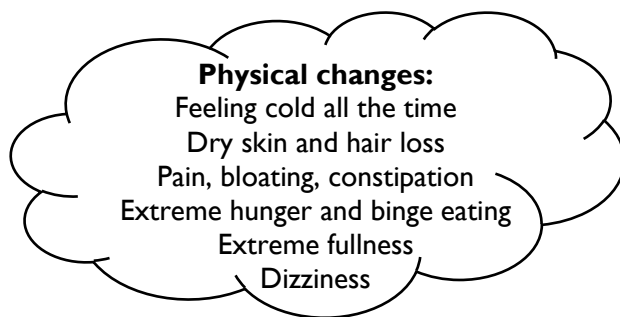 Physical changes:
Feeling cold all the time
Dry skin and hair loss
Pain, bloating, constipation
Extreme hunger and binge eating
Extreme fullness
Dizziness